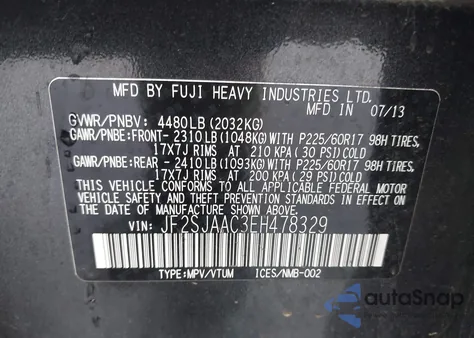 MFD BY FUJI HEAVY INDUSTRIES LTD.
MFD IN 07/13
GVWR/PNBV: 4480LB(2032KG)
GAWR/PNBE:FRONT-2310LB(1048KG)WITH P225/60R17 98H TIRES,
17X7J RIMS AT 210 KPA (30 PSI)COLD
GAWR/PNBE:REAR -2410LB(1093KG)WITH P225/60R17 98H TIRES,
17X7J RIMS AT 200 KPA (29 PSI)COLD
THIS VEHICLE CONFORMS TO ALL APPLICABLE FEDERAL MOTOR
VEHICLE SAFETY STANDARDS IN EFFECT ON THE
DATE OF MANUFACTURE SHOWN ABOVE.
VIN: JF2SJAAC3EH478329
TYPE:MPV/VTUM ICES/NMB-002
autoSnap